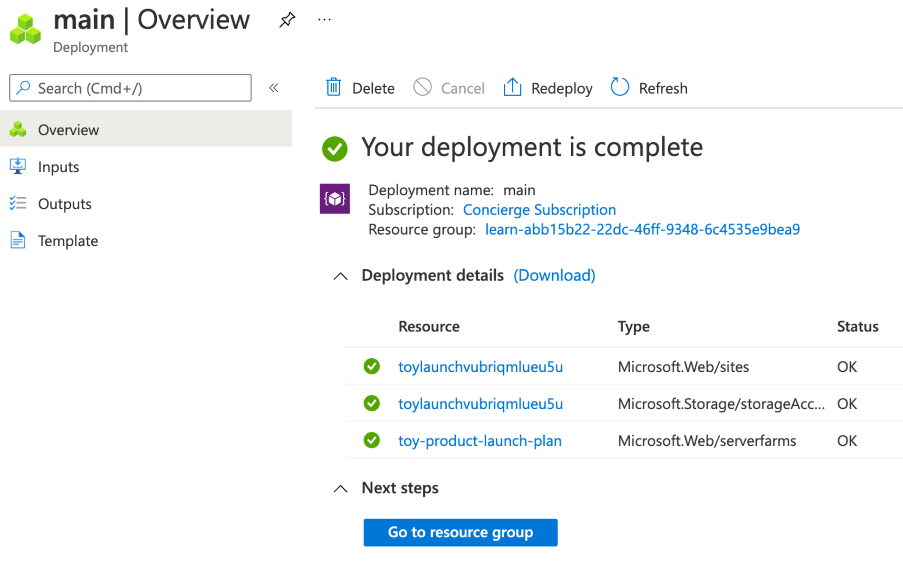 main | Overview
Deployment
Search (Cmd+/)
«
Overview
Inputs
Outputs
Template
Delete Cancel Redeploy Refresh
Your deployment is complete
Deployment name: main
Subscription: Concierge Subscription
Resource group: learn-abb15b22-22dc-46ff-9348-6c4535e9bea9
Deployment details (Download)
Resource Type Status
toylaunchvubriqmlueu5u Microsoft.Web/sites OK
toylaunchvubriqmlueu5u Microsoft.Storage/storageAcc... OK
toy-product-launch-plan Microsoft.Web/serverfarms OK
Next steps
Go to resource group